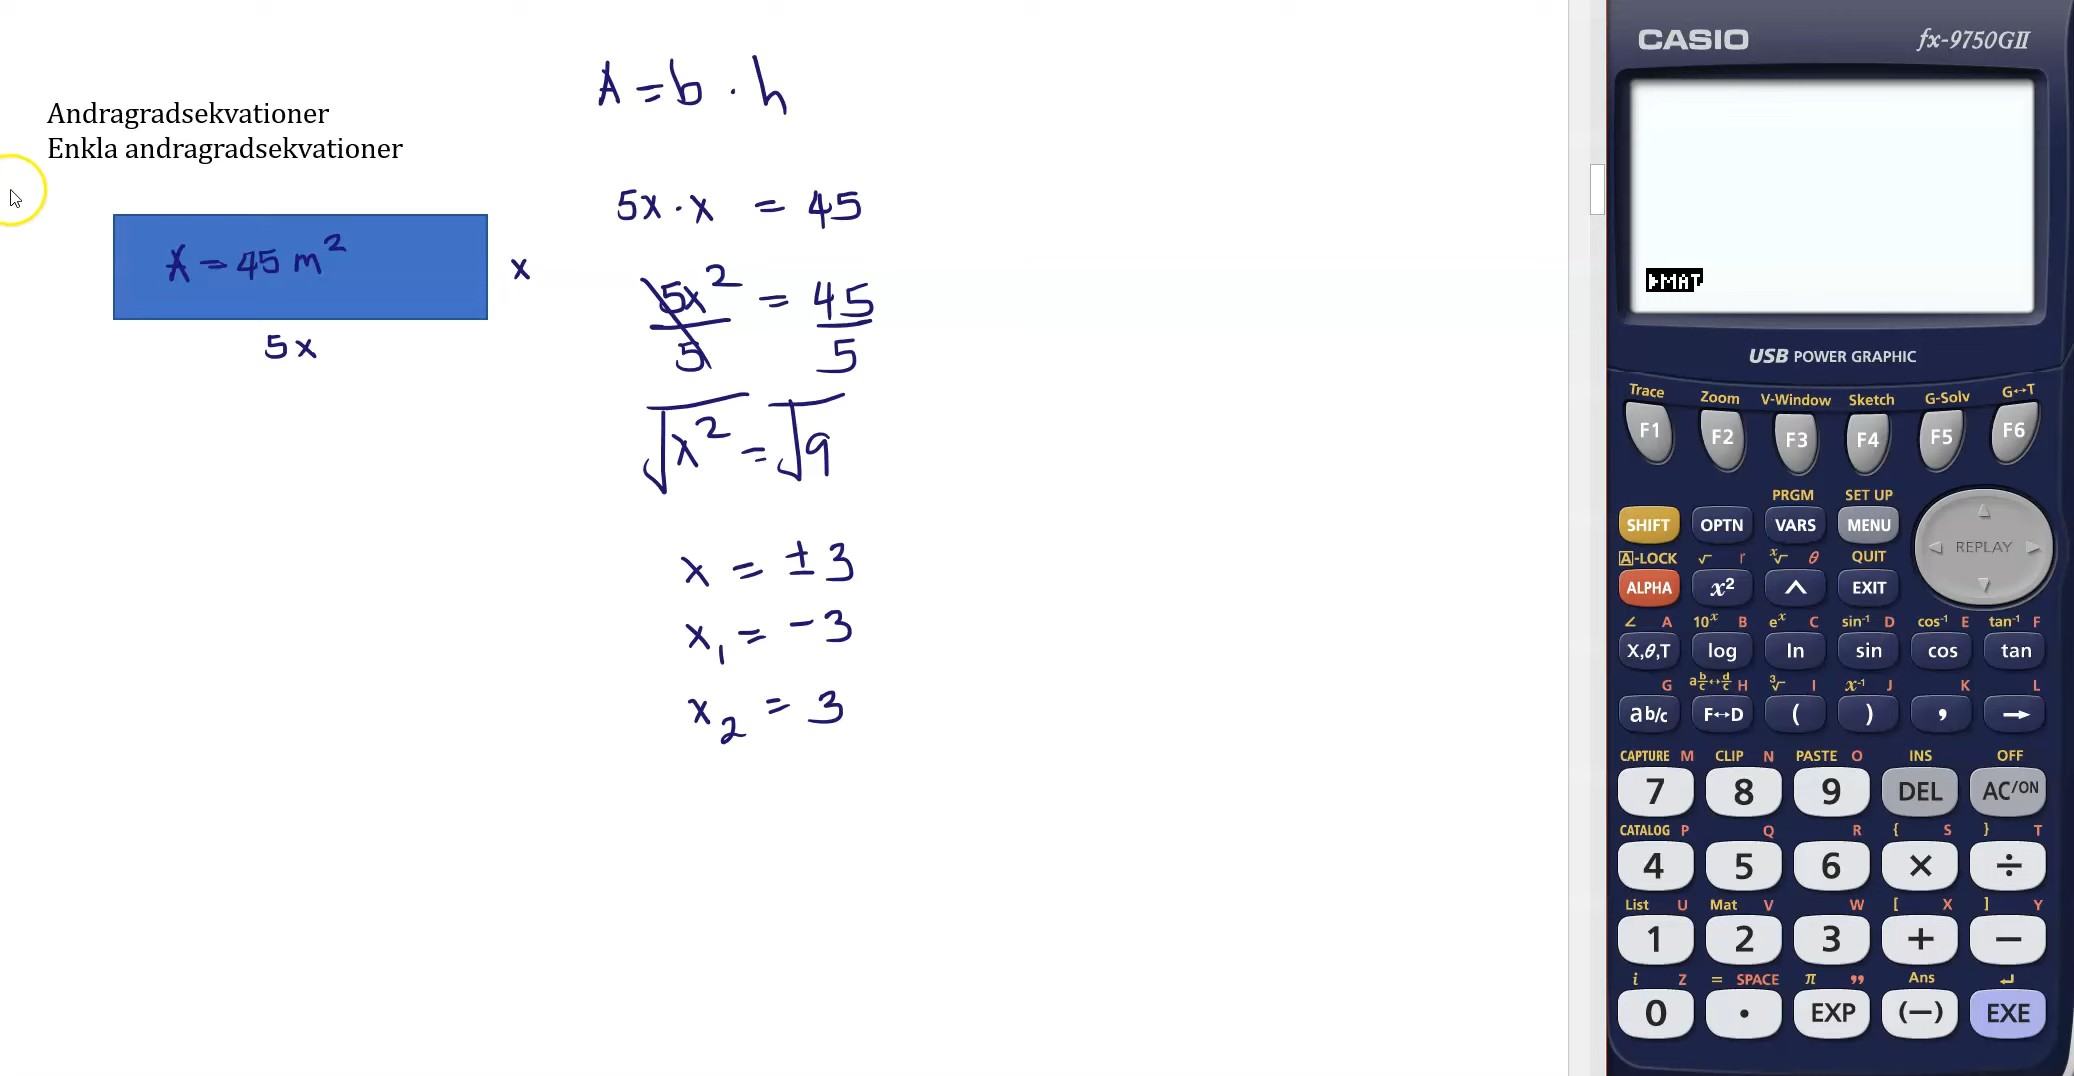 Andragradsekvationer
Enkla andragradsekvationer
A = 45 m²
x
5x
A = b · h
5x · x = 45
5x² / 5 = 45 / 5
√x² = √9
x = ± 3
x₁ = − 3
x₂ = 3
CASIO fx-9750GII
▶MAT
USB POWER GRAPHIC
Trace Zoom V-Window Sketch G-Solv G↔T
F1 F2 F3 F4 F5 F6
PRGM SET UP
SHIFT OPTN VARS MENU
REPLAY
A-LOCK √ r ˣ√ θ QUIT
ALPHA x² ^ EXIT
∠ A 10ˣ B eˣ C sin⁻¹ D cos⁻¹ E tan⁻¹ F
X,θ,T log ln sin cos tan
G a b/c↔d/c H ³√ I x⁻¹ J K L
a b/c F↔D ( ) , →
CAPTURE M CLIP N PASTE O INS OFF
7 8 9 DEL AC/ON
CATALOG P Q R { S } T
4 5 6 × ÷
List U Mat V W [ X ] Y
1 2 3 + −
i Z = SPACE π ” Ans ↵
0 • EXP (−) EXE